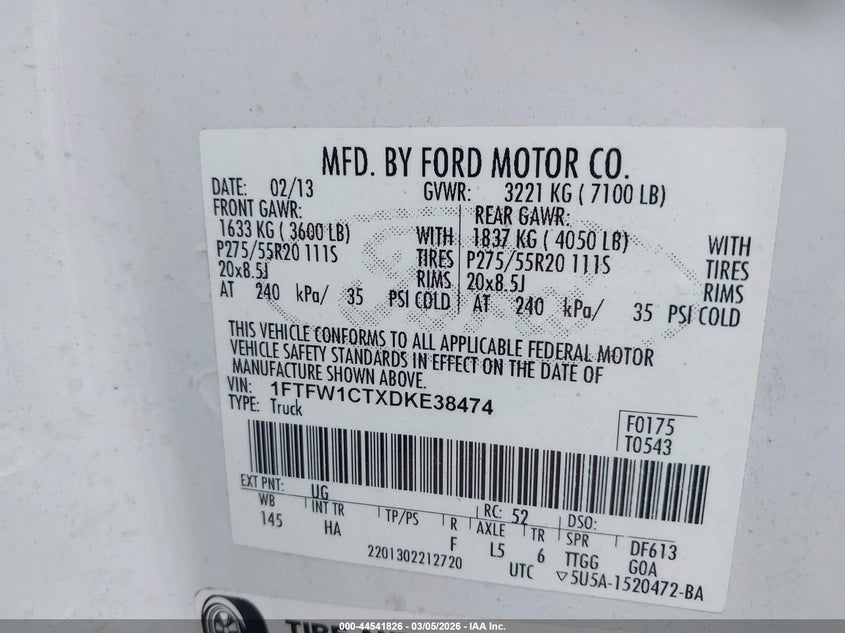 MFD. BY FORD MOTOR CO.
DATE: 02/13 GVWR: 3221 KG ( 7100 LB)
FRONT GAWR: REAR GAWR:
1633 KG ( 3600 LB) WITH 1837 KG ( 4050 LB) WITH
P275/55R20 111S TIRES P275/55R20 111S TIRES
20x8.5J RIMS 20x8.5J RIMS
AT 240 kPa/ 35 PSI COLD AT 240 kPa/ 35 PSI COLD
THIS VEHICLE CONFORMS TO ALL APPLICABLE FEDERAL MOTOR
VEHICLE SAFETY STANDARDS IN EFFECT ON THE DATE OF
MANUFACTURE SHOWN ABOVE.
VIN: 1FTFW1CTXDKE38474
TYPE: Truck
F0175
T0543
EXT PNT: UG RC: 52 DSO:
WB INT TR TP/PS R AXLE TR SPR DF613
145 HA F L5 6 TTGG GOA
2201302212720 UTC ▽5U5A-1520472-BA
000-44541826 - 03/05/2026 - IAA Inc.